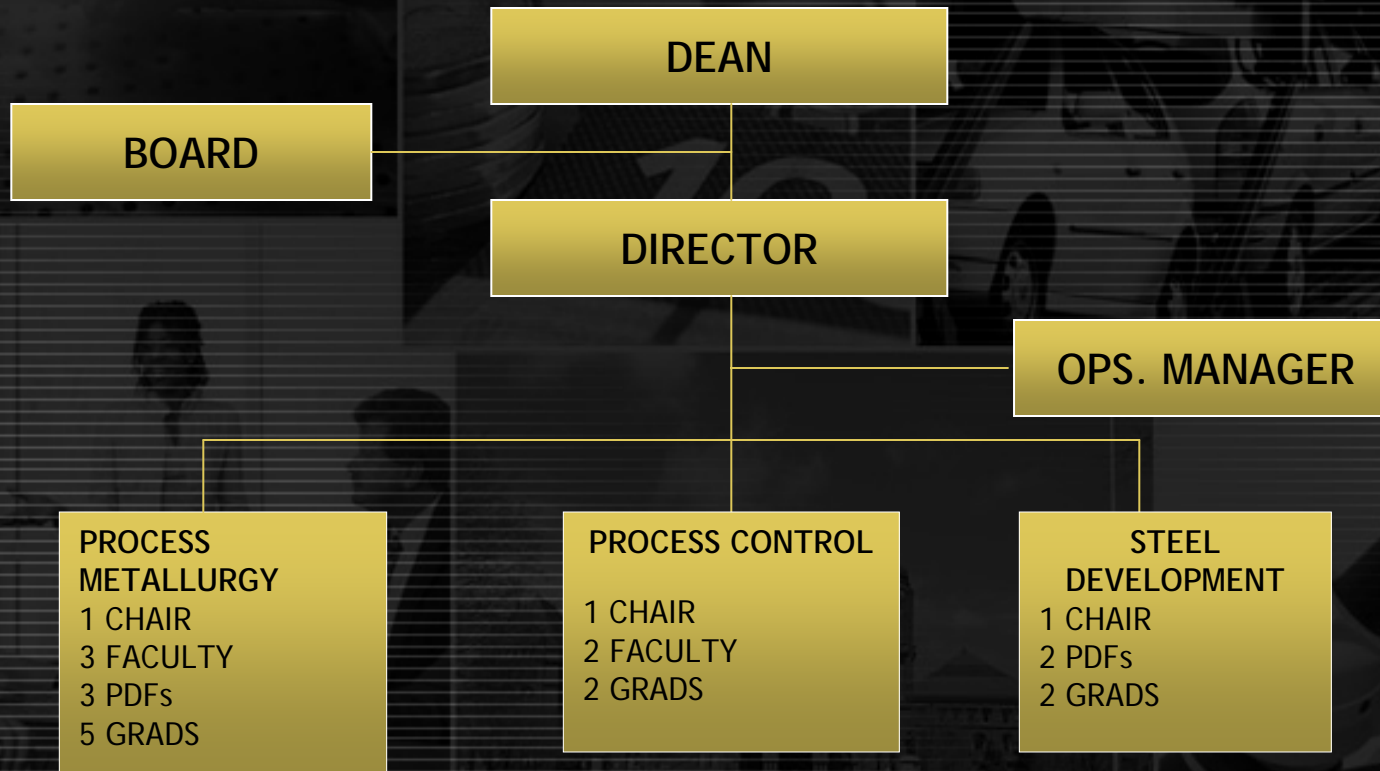 DEAN
BOARD
DIRECTOR
OPS. MANAGER
PROCESS
METALLURGY
1 CHAIR
3 FACULTY
3 PDFs
5 GRADS
PROCESS CONTROL
1 CHAIR
2 FACULTY
2 GRADS
STEEL
DEVELOPMENT
1 CHAIR
2 PDFs
2 GRADS